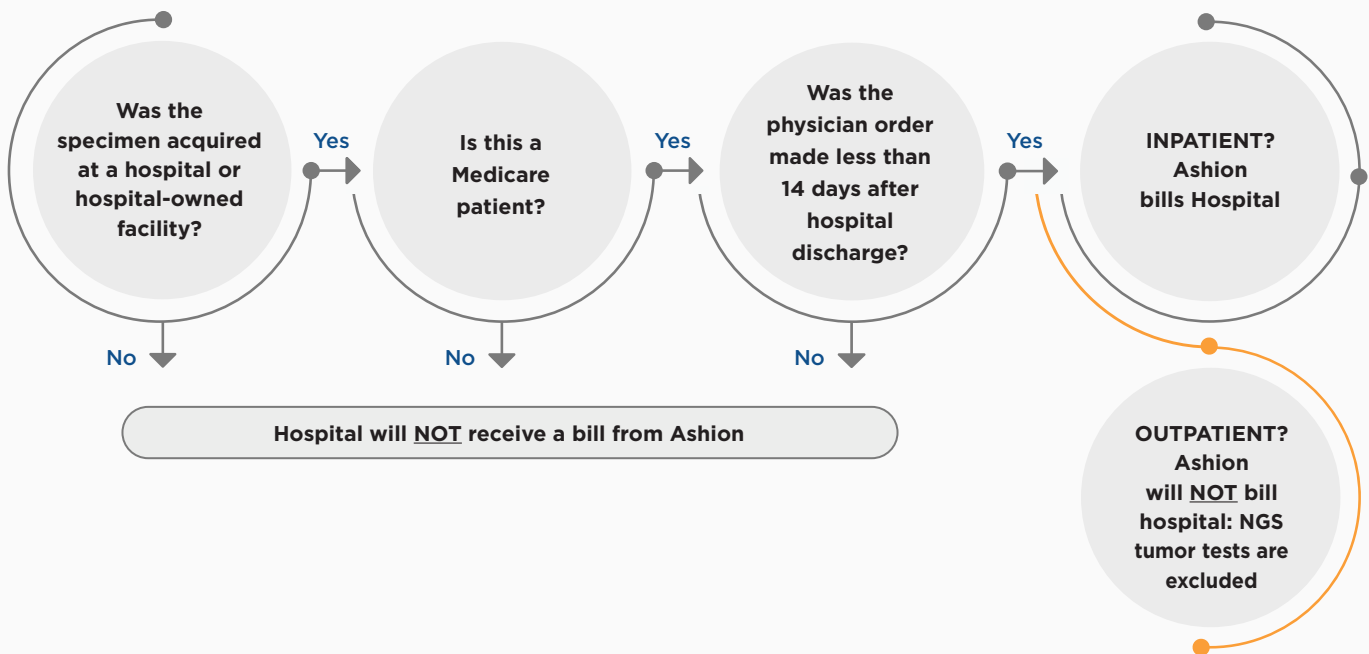 Was the
specimen acquired
at a hospital or
hospital-owned
facility?
Yes
No
Is this a
Medicare
patient?
Yes
No
Was the
physician order
made less than
14 days after
hospital
discharge?
Yes
No
INPATIENT?
Ashion
bills Hospital
Hospital will NOT receive a bill from Ashion
OUTPATIENT?
Ashion
will NOT bill
hospital: NGS
tumor tests are
excluded